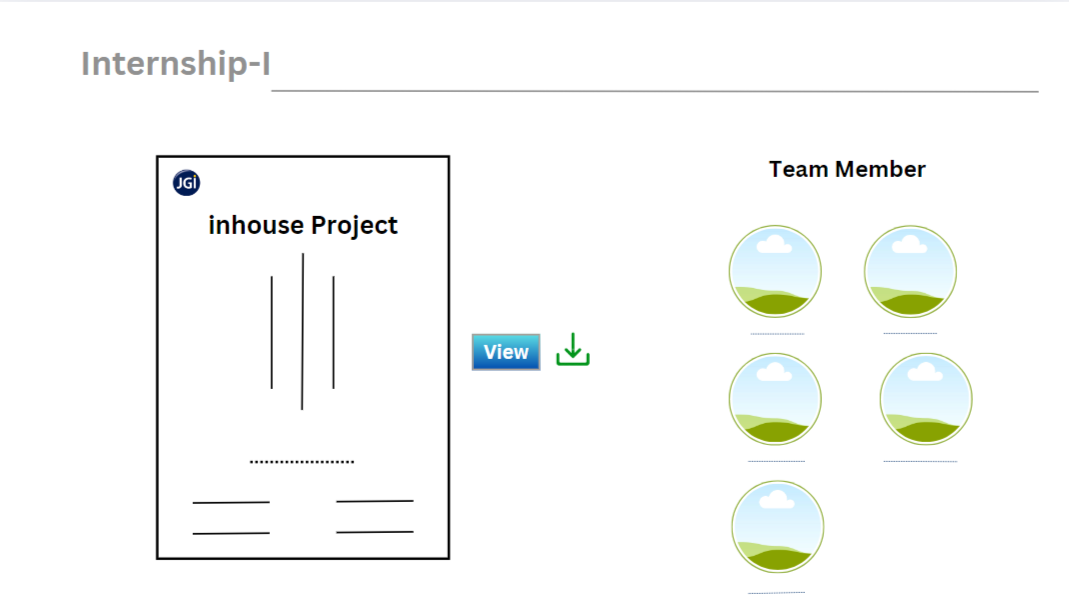 Internship-I
JGi
inhouse Project
View
Team Member